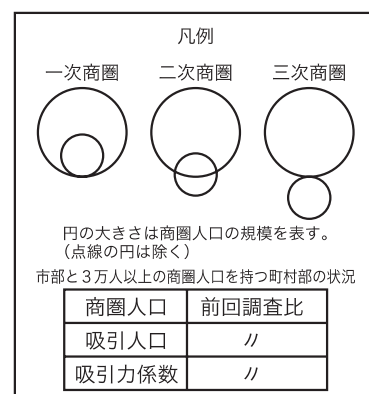 凡例
一次商圏 二次商圏 三次商圏
円の大きさは商圏人口の規模を表す。
（点線の円は除く）
市部と３万人以上の商圏人口を持つ町村部の状況
商圏人口 前回調査比
吸引人口 〃
吸引力係数 〃